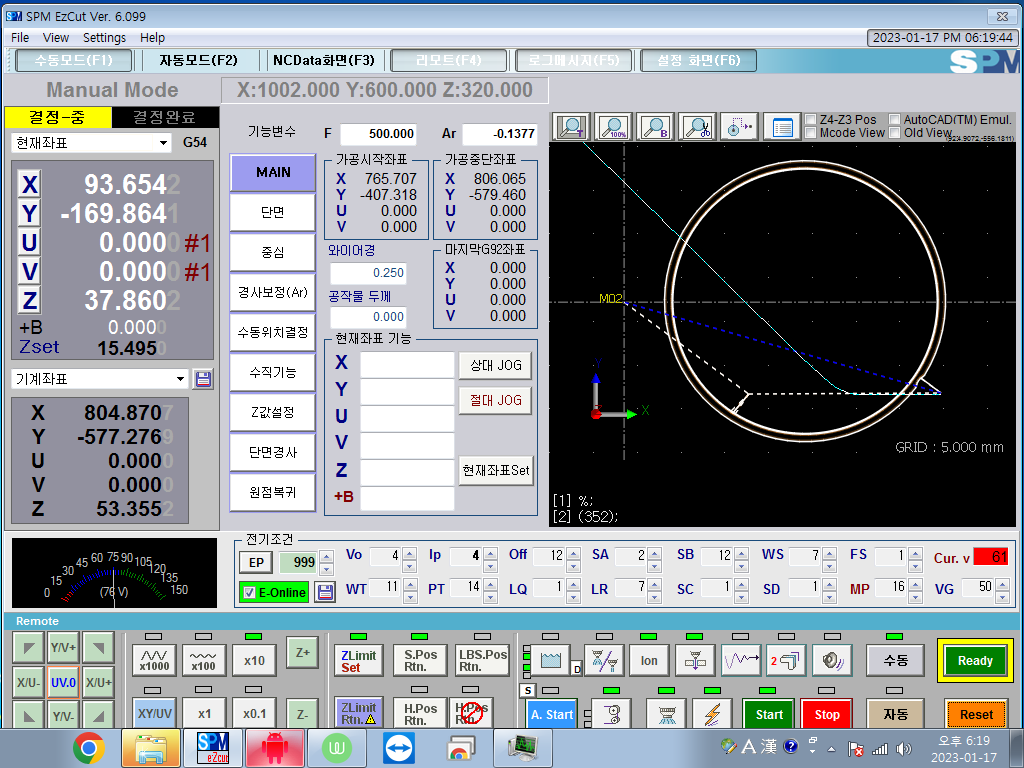 SPM EzCut Ver. 6.099
File View Settings Help
2023-01-17 PM 06:19:44
수동모드(F1) 자동모드(F2) NCData화면(F3) 리모트(F4) 로그메시지(F5) 설정 화면(F6)
SPM
Manual Mode
X:1002.000 Y:600.000 Z:320.000
결정-중 결정완료
현재좌표 G54
X 93.6542
Y -169.8641
U 0.0000 #1
V 0.0000 #1
Z 37.8602
+B 0.0000
Zset 15.4950
기계좌표
X 804.8707
Y -577.2769
U 0.0000
V 0.0000
Z 53.3552
기능변수 F 500.000 Ar -0.1377
MAIN
단면
중심
경사보정(Ar)
수동위치결정
수직기능
Z값설정
단면경사
원점복귀
가공시작좌표
X 765.707
Y -407.318
U 0.000
V 0.000
가공중단좌표
X 806.065
Y -579.460
U 0.000
V 0.000
와이어경
0.250
공작물 두께
0.000
마지막G92좌표
X 0.000
Y 0.000
U 0.000
V 0.000
현재좌표 기능
X
Y
U
V
Z
+B
상대 JOG
절대 JOG
현재좌표Set
T 100% B
Z4-Z3 Pos AutoCAD(TM) Emul.
Mcode View Old View
M02
Y
X
GRID : 5.000 mm
[1] %;
[2] (352);
0 15 30 45 60 75 90 105 120 135 150
(76 V)
전기조건
EP 999
E-Online
Vo 4 Ip 4 Off 12 SA 2 SB 12 WS 7 FS 1 Cur. v 61
WT 11 PT 14 LQ 1 LR 7 SC 1 SD 1 MP 16 VG 50
Remote
Y/V+
X/U- UV.0 X/U+
Y/V-
x1000 x100 x10 Z+
XY/UV x1 x0.1 Z-
ZLimit Set S.Pos Rtn. LBS.Pos Rtn.
ZLimit Rtn. H.Pos Rtn. H.Pos Rtn.
D Ion 2 수동 Ready
S A. Start Start Stop 자동 Reset
SPM eZcut
A 漢
오후 6:19
2023-01-17